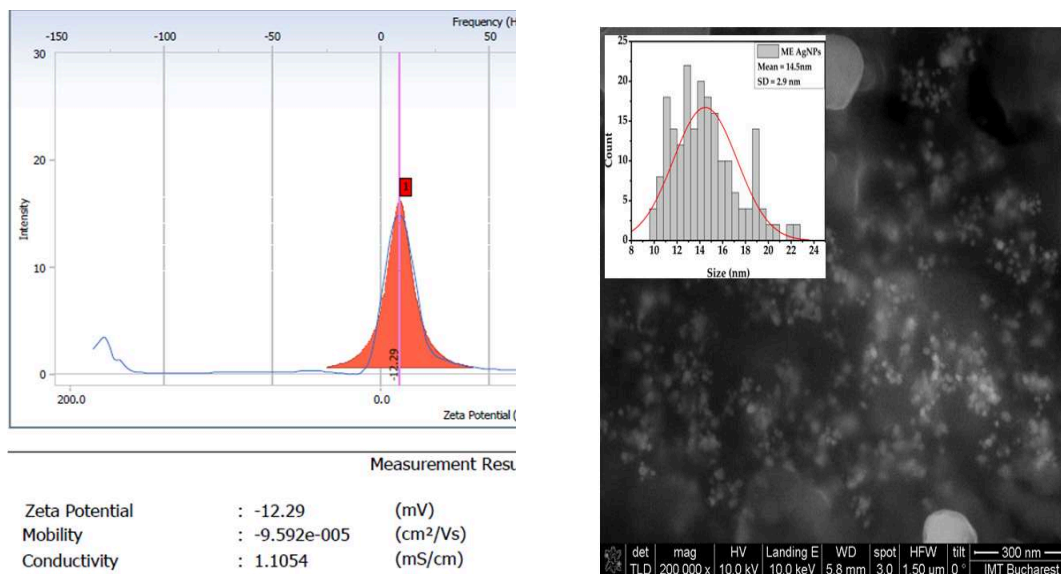 Frequency (H
-150 -100 -50 0 50
30
20
10
0
Intensity
1
-12.29
200.0 0.0
Zeta Potential (
Measurement Resu
Zeta Potential : -12.29 (mV)
Mobility : -9.592e-005 (cm²/Vs)
Conductivity : 1.1054 (mS/cm)
25
20
15
10
5
0
Count
ME AgNPs
Mean = 14.5nm
SD = 2.9 nm
8 10 12 14 16 18 20 22 24
Size (nm)
det mag HV Landing E WD spot HFW tilt 300 nm
TLD 200 000 x 10.0 kV 10.0 keV 5.8 mm 3.0 1.50 µm 0 ° IMT Bucharest